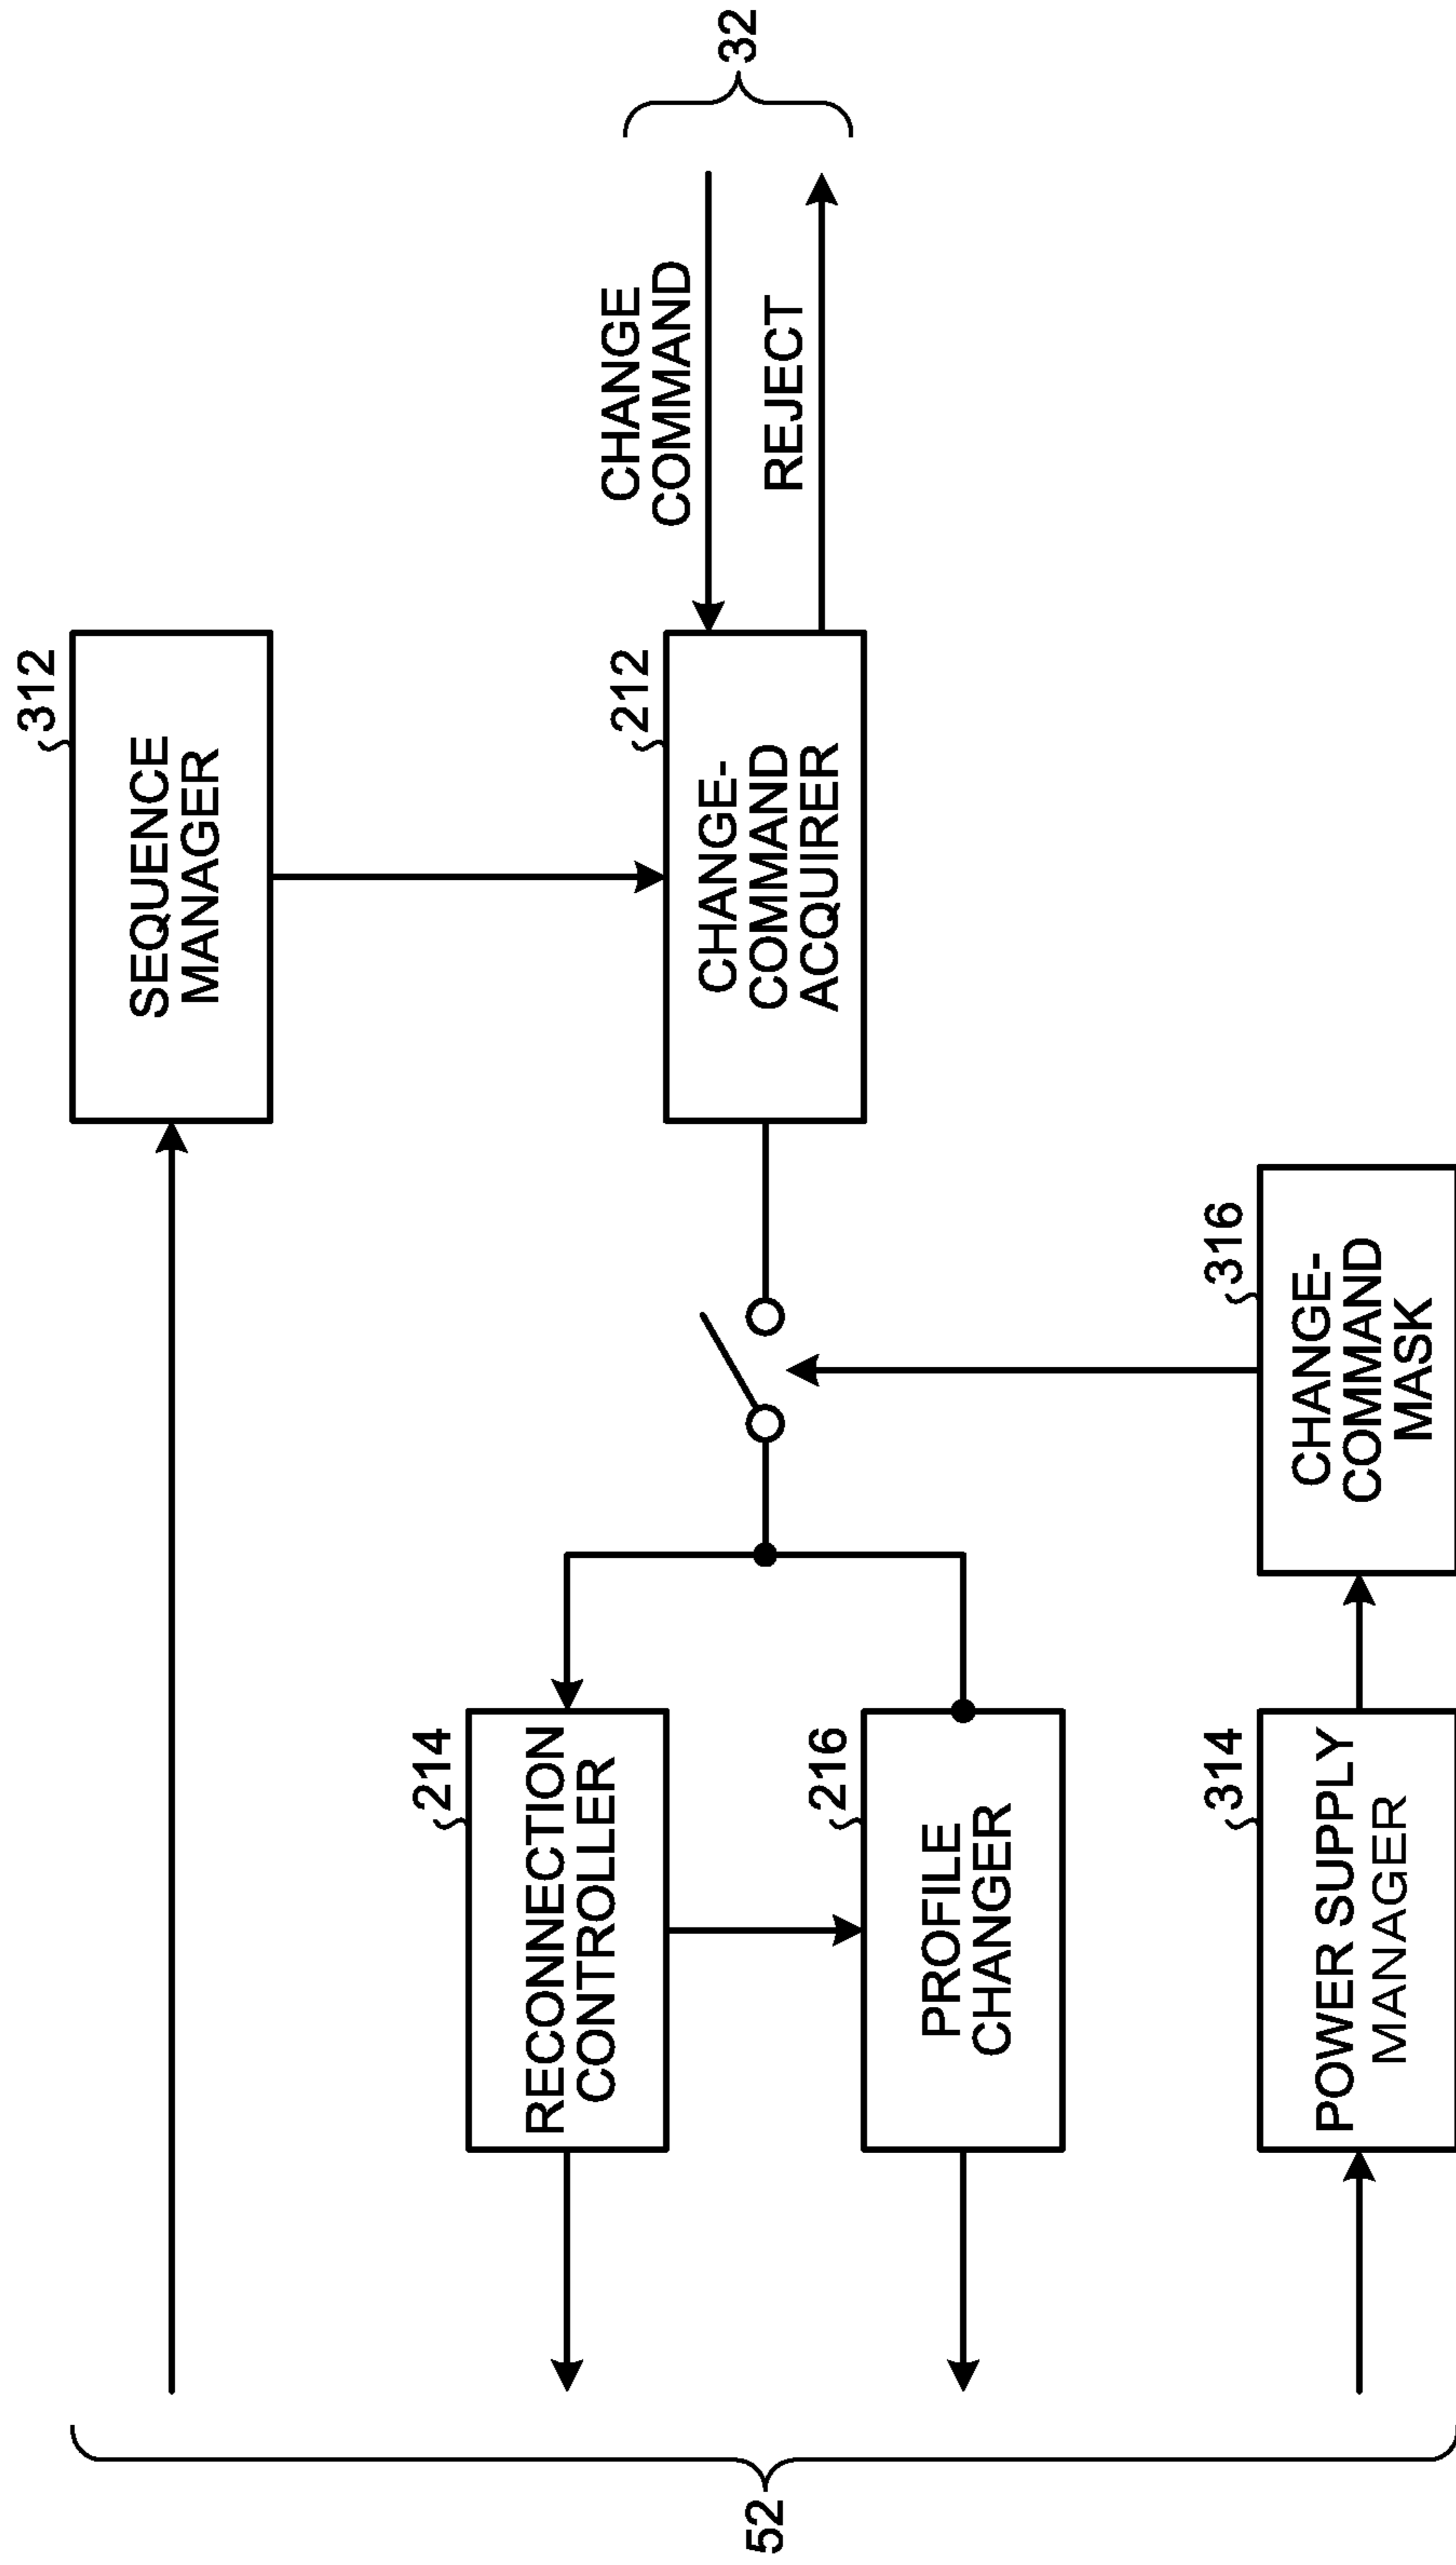 312
SEQUENCE
MANAGER
32
CHANGE
COMMAND
REJECT
212
CHANGE-
COMMAND
ACQUIRER
214
RECONNECTION
CONTROLLER
52
216
PROFILE
CHANGER
316
CHANGE-
COMMAND
MASK
314
POWER SUPPLY
MANAGER